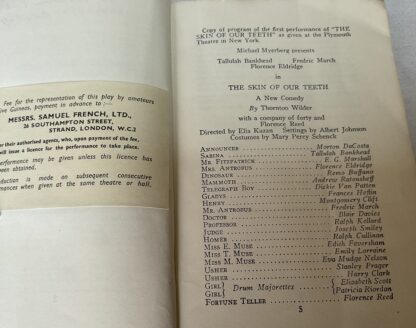 Fee for the representation of this play by amateurs
Five Guineas, payment in advance to :—
MESSRS. SAMUEL FRENCH, LTD.,
26 SOUTHAMPTON STREET,
STRAND, LONDON, W.C.2
their authorised agents, who, upon payment of the fee,
will issue a licence for the performance to take place.
performance may be given unless this licence has
been obtained.
duction is made on subsequent consecutive
mances when given at the same theatre or hall.
Copy of program of the first performance of "THE
SKIN OF OUR TEETH" as given at the Plymouth
Theatre in New York.
Michael Myerberg presents
Tallulah Bankhead Fredric March
Florence Eldridge
in
THE SKIN OF OUR TEETH
A New Comedy
By Thornton Wilder
with a company of forty and
Florence Reed
Directed by Elia Kazan Settings by Albert Johnson
Costumes by Mary Percy Schenck
ANNOUNCER Morton DaCosta
SABINA Tallulah Bankhead
MR. FITZPATRICK E. G. Marshall
MRS. ANTROBUS Florence Eldridge
DINOSAUR Remo Buffano
MAMMOTH Andrew Ratousheff
TELEGRAPH BOY Dickie Van Patten
GLADYS Frances Heflin
HENRY Montgomery Clift
MR. ANTROBUS Fredric March
DOCTOR Blair Davies
PROFESSOR Ralph Kellard
JUDGE Joseph Smiley
HOMER Ralph Cullinan
MISS E. MUSE Edith Faversham
MISS T. MUSE Emily Lorraine
MISS M. MUSE Eva Mudge Nelson
USHER Stanley Prager
USHER Harry Clark
GIRL } Drum Majorettes { Elizabeth Scott
GIRL } { Patricia Riordan
FORTUNE TELLER Florence Reed
5